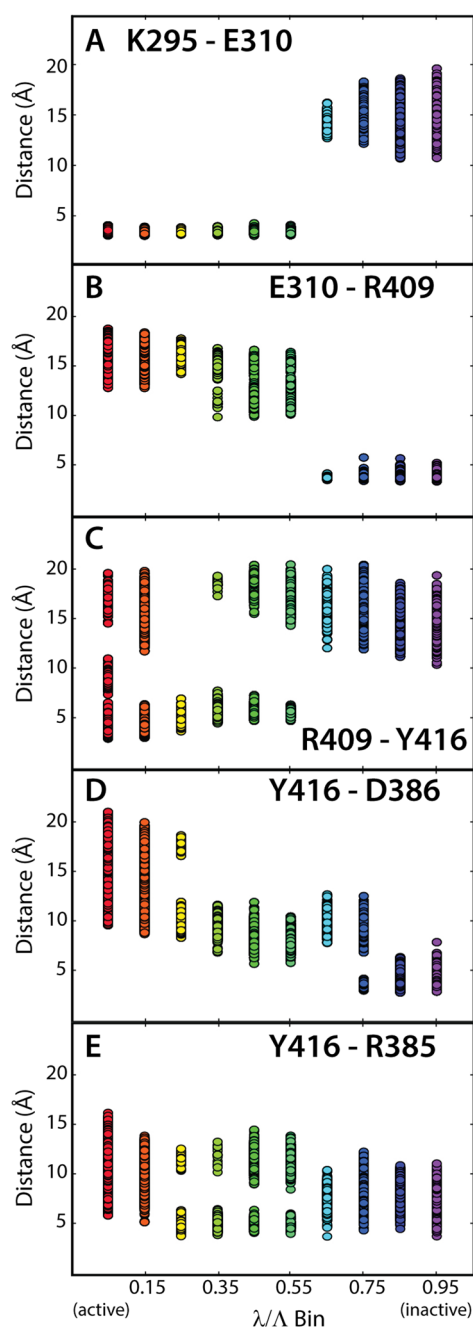 A K295 - E310
20
15
10
5
Distance (Å)
B E310 - R409
20
15
10
5
Distance (Å)
C
20
15
10
5
Distance (Å)
R409 - Y416
D Y416 - D386
20
15
10
5
Distance (Å)
E Y416 - R385
20
15
10
5
Distance (Å)
0.15 0.35 0.55 0.75 0.95
(active) λ/Λ Bin (inactive)